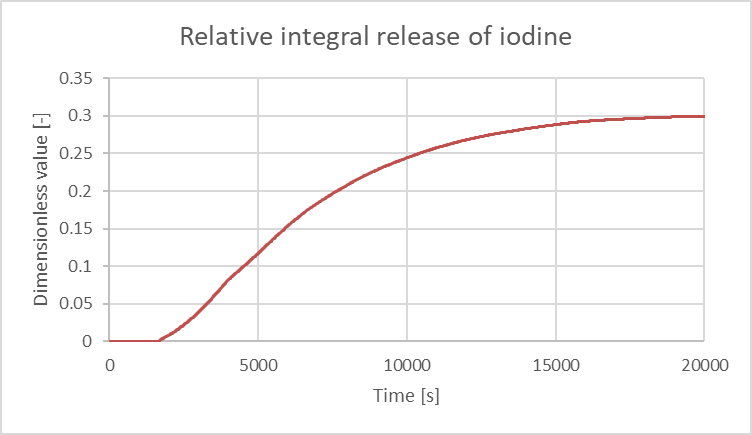 Relative integral release of iodine
Dimensionless value [-]
0.35
0.3
0.25
0.2
0.15
0.1
0.05
0
0 5000 10000 15000 20000
Time [s]